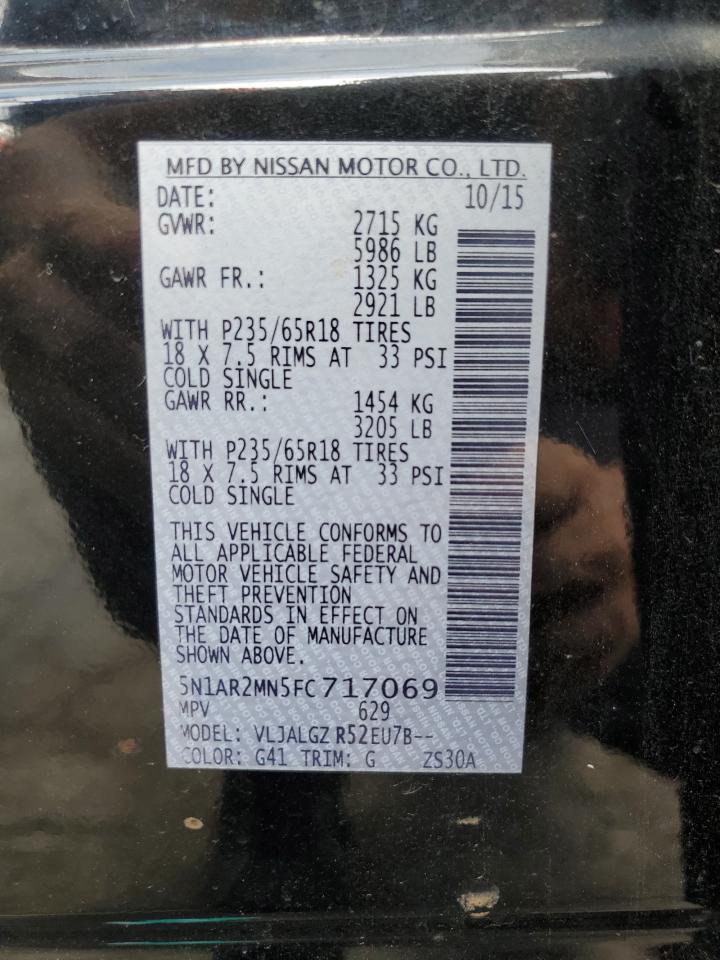 MFD BY NISSAN MOTOR CO., LTD.
DATE: 10/15
GVWR: 2715 KG
5986 LB
GAWR FR.: 1325 KG
2921 LB
WITH P235/65R18 TIRES
18 X 7.5 RIMS AT 33 PSI
COLD SINGLE
GAWR RR.: 1454 KG
3205 LB
WITH P235/65R18 TIRES
18 X 7.5 RIMS AT 33 PSI
COLD SINGLE
THIS VEHICLE CONFORMS TO
ALL APPLICABLE FEDERAL
MOTOR VEHICLE SAFETY AND
THEFT PREVENTION
STANDARDS IN EFFECT ON
THE DATE OF MANUFACTURE
SHOWN ABOVE.
5N1AR2MN5FC717069
MPV 629
MODEL: VLJALGZ R52EU7B--
COLOR: G41 TRIM: G ZS30A